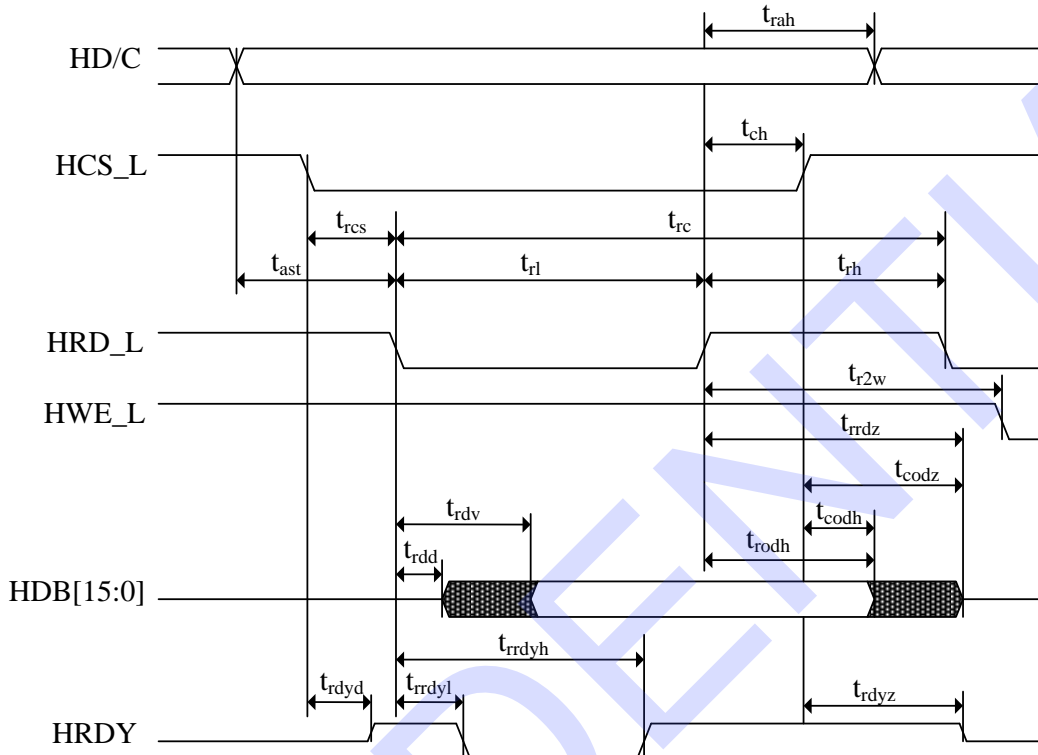 t_rah
HD/C
t_ch
HCS_L
t_rcs
t_rc
t_ast
t_rl
t_rh
HRD_L
t_r2w
HWE_L
t_rrdz
t_codz
t_rdv
t_codh
t_rdd
t_rodh
HDB[15:0]
t_rrdyh
t_rdyd
t_rrdyl
t_rdyz
HRDY